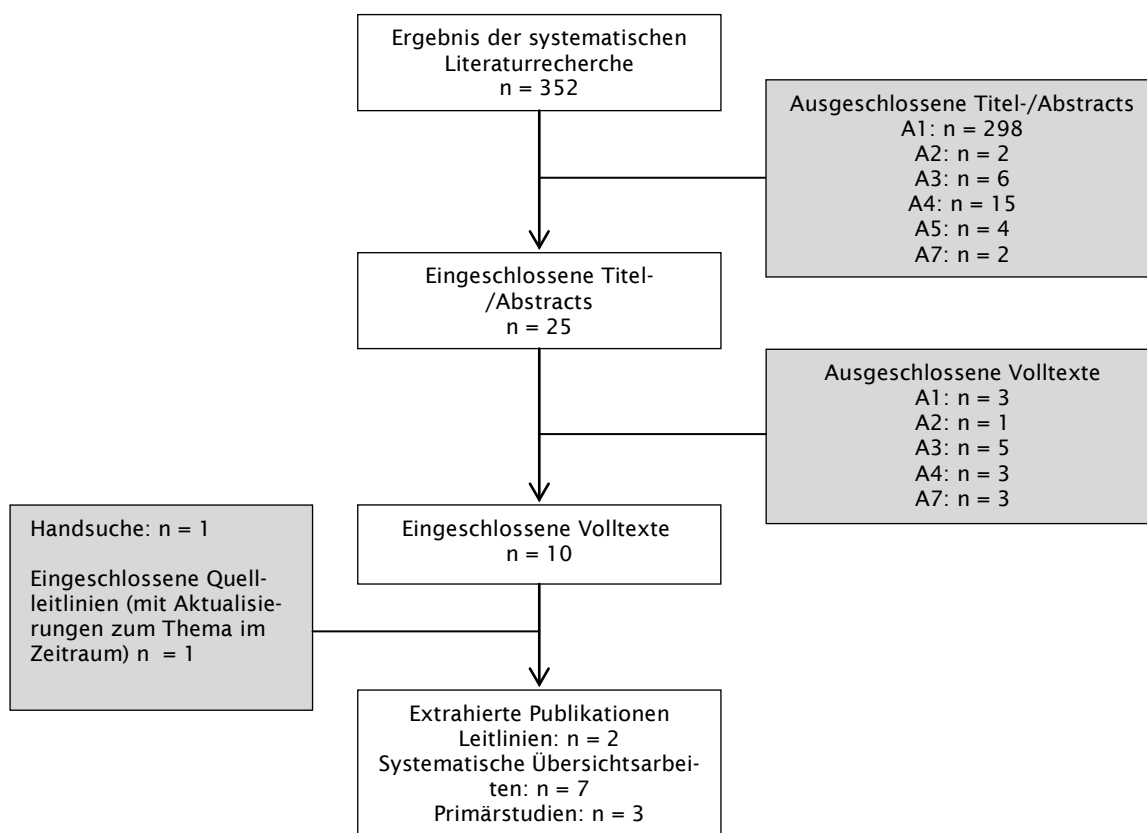 Ergebnis der systematischen
Literaturrecherche
n = 352
Ausgeschlossene Titel-/Abstracts
A1: n = 298
A2: n = 2
A3: n = 6
A4: n = 15
A5: n = 4
A7: n = 2
Eingeschlossene Titel-
/Abstracts
n = 25
Ausgeschlossene Volltexte
A1: n = 3
A2: n = 1
A3: n = 5
A4: n = 3
A7: n = 3
Eingeschlossene Volltexte
n = 10
Handsuche: n = 1
Eingeschlossene Quell-
leitlinien (mit Aktualisie-
rungen zum Thema im
Zeitraum) n  = 1
Extrahierte Publikationen
Leitlinien: n = 2
Systematische Übersichtsarbei-
ten: n = 7
Primärstudien: n = 3